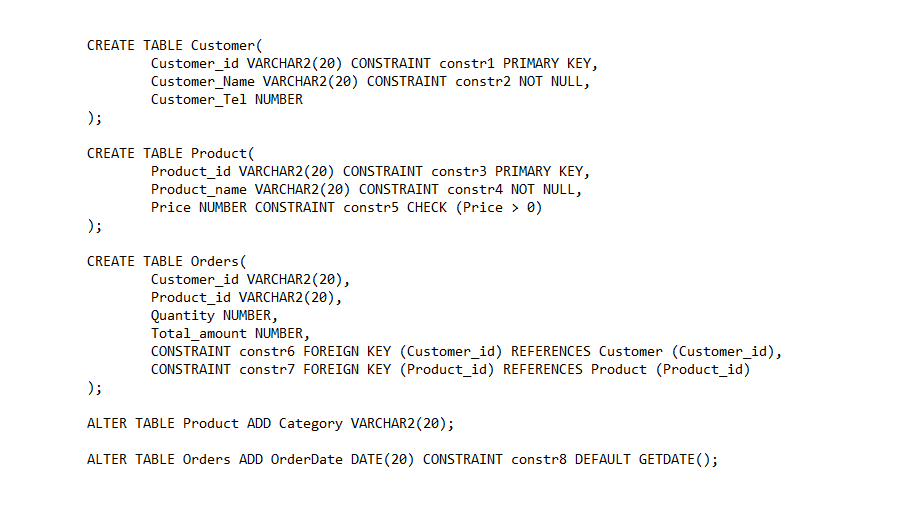 CREATE TABLE Customer(
Customer_id VARCHAR2(20) CONSTRAINT constr1 PRIMARY KEY,
Customer_Name VARCHAR2(20) CONSTRAINT constr2 NOT NULL,
Customer_Tel NUMBER
);
CREATE TABLE Product(
Product_id VARCHAR2(20) CONSTRAINT constr3 PRIMARY KEY,
Product_name VARCHAR2(20) CONSTRAINT constr4 NOT NULL,
Price NUMBER CONSTRAINT constr5 CHECK (Price > 0)
);
CREATE TABLE Orders(
Customer_id VARCHAR2(20),
Product_id VARCHAR2(20),
Quantity NUMBER,
Total_amount NUMBER,
CONSTRAINT constr6 FOREIGN KEY (Customer_id) REFERENCES Customer (Customer_id),
CONSTRAINT constr7 FOREIGN KEY (Product_id) REFERENCES Product (Product_id)
);
ALTER TABLE Product ADD Category VARCHAR2(20);
ALTER TABLE Orders ADD OrderDate DATE(20) CONSTRAINT constr8 DEFAULT GETDATE();